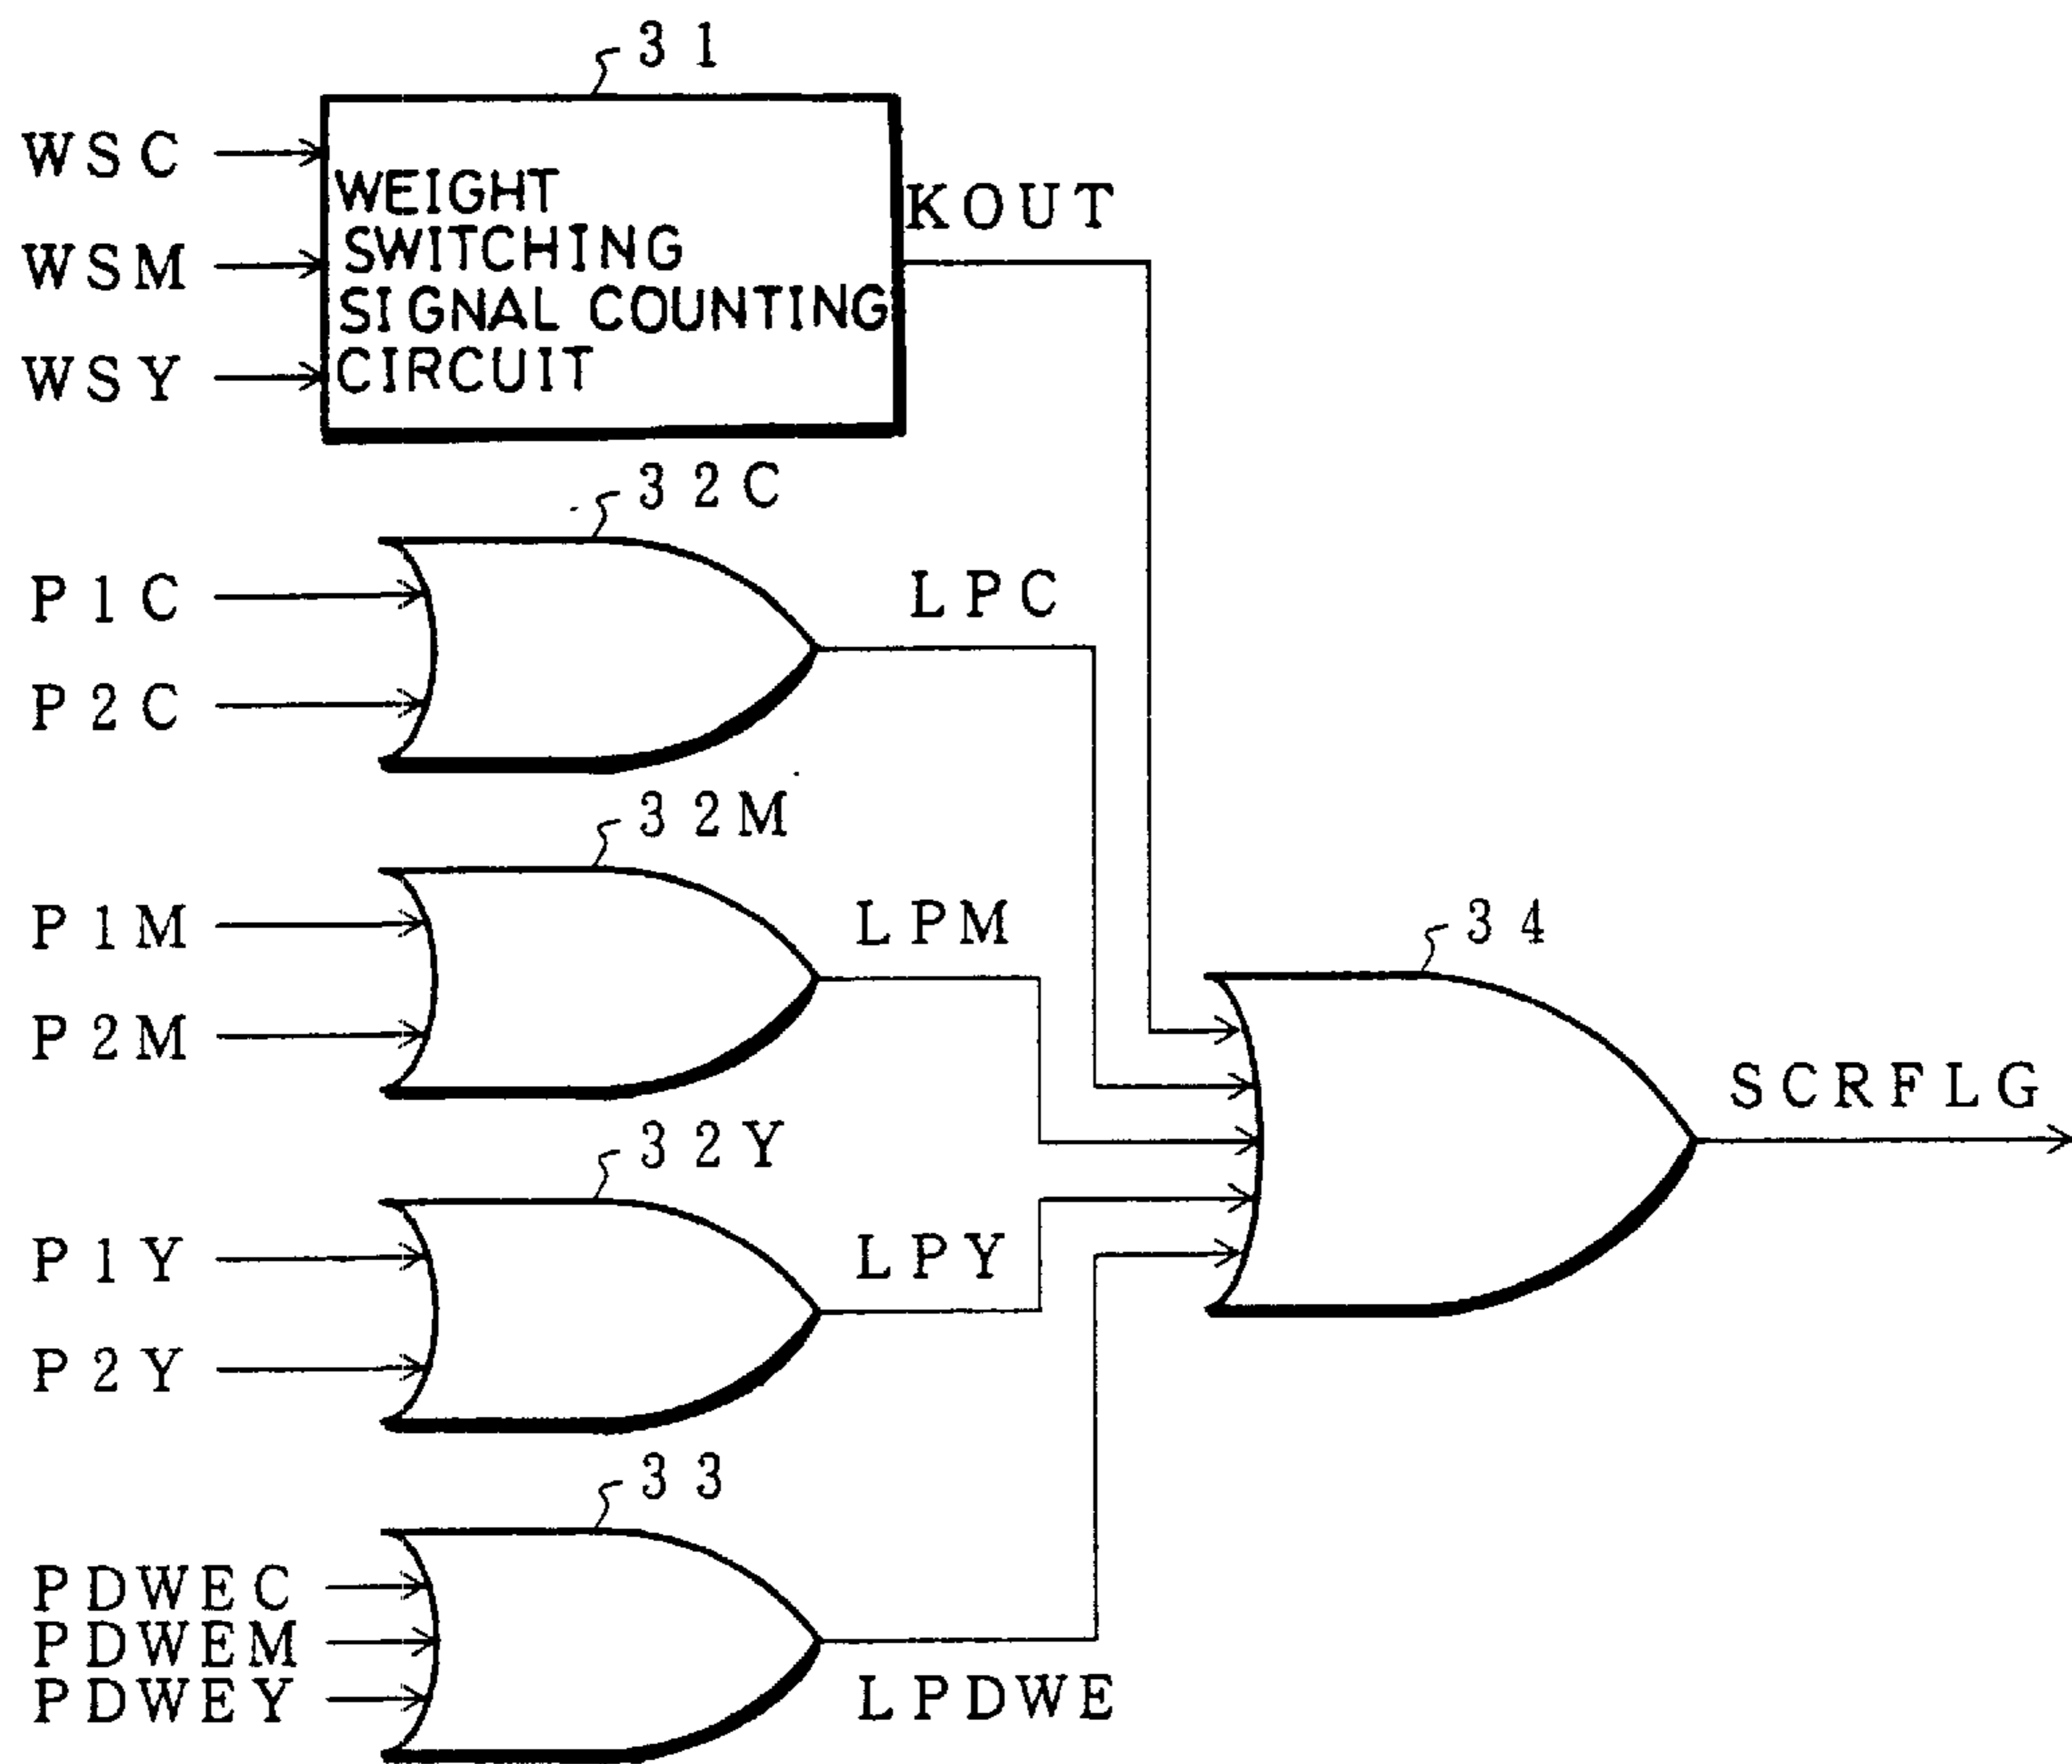 31
WSC
WSM
WSY
WEIGHT
SWITCHING
SIGNAL COUNTING
CIRCUIT
KOUT
32C
P1C
P2C
LPC
32M
P1M
P2M
LPM
34
SCRFLG
32Y
P1Y
P2Y
LPY
33
PDWEC
PDWEM
PDWEY
LPDWE